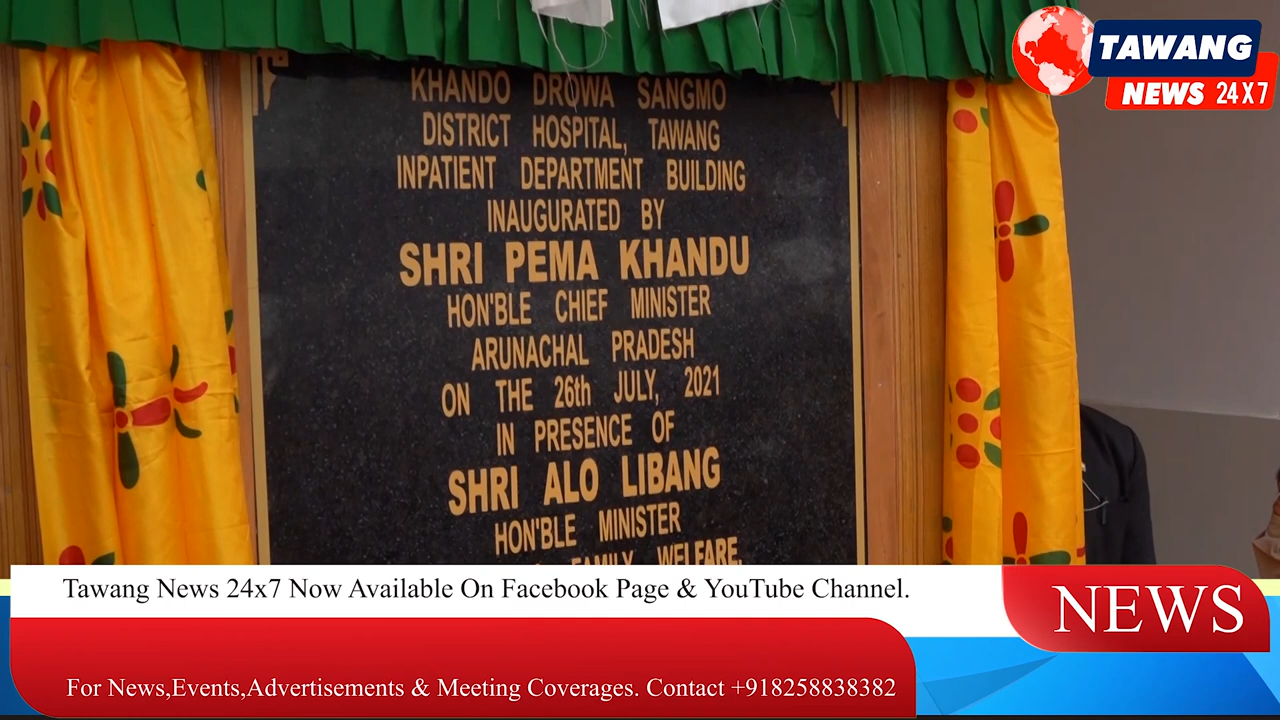 TAWANG
NEWS 24X7
KHANDO DROWA SANGMO
DISTRICT HOSPITAL, TAWANG
INPATIENT DEPARTMENT BUILDING
INAUGURATED BY
SHRI PEMA KHANDU
HON'BLE CHIEF MINISTER
ARUNACHAL PRADESH
ON THE 26th JULY, 2021
IN PRESENCE OF
SHRI ALO LIBANG
HON'BLE MINISTER
FAMILY WELFARE,
Tawang News 24x7 Now Available On Facebook Page & YouTube Channel.
NEWS
For News,Events,Advertisements & Meeting Coverages. Contact +918258838382